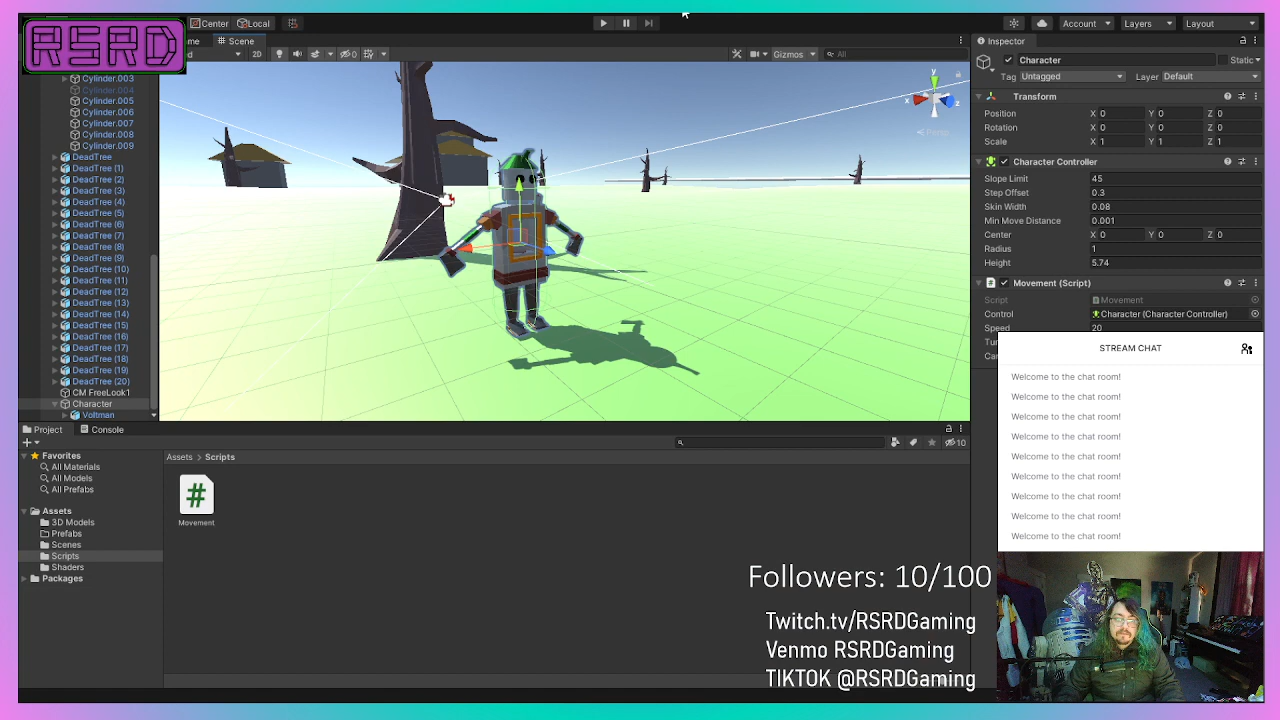 RSRD
Center
Local
Account
Layers
Layout
me
Scene
d
2D
0
Gizmos
All
Inspector
Cylinder.003
Cylinder.004
Cylinder.005
Cylinder.006
Cylinder.007
Cylinder.008
Cylinder.009
DeadTree
DeadTree (1)
DeadTree (2)
DeadTree (3)
DeadTree (4)
DeadTree (5)
DeadTree (6)
DeadTree (7)
DeadTree (8)
DeadTree (9)
DeadTree (10)
DeadTree (11)
DeadTree (12)
DeadTree (13)
DeadTree (14)
DeadTree (15)
DeadTree (16)
DeadTree (17)
DeadTree (18)
DeadTree (19)
DeadTree (20)
CM FreeLook1
Character
Voltman
y
x
z
Persp
Character
Static
Tag Untagged Layer Default
Transform
Position X 0 Y 0 Z 0
Rotation X 0 Y 0 Z 0
Scale X 1 Y 1 Z 1
Character Controller
Slope Limit 45
Step Offset 0.3
Skin Width 0.08
Min Move Distance 0.001
Center X 0 Y 0 Z 0
Radius 1
Height 5.74
Movement (Script)
Script Movement
Control Character (Character Controller)
Speed 20
Tur
Car
STREAM CHAT
Welcome to the chat room!
Welcome to the chat room!
Welcome to the chat room!
Welcome to the chat room!
Welcome to the chat room!
Welcome to the chat room!
Welcome to the chat room!
Welcome to the chat room!
Welcome to the chat room!
Project
Console
10
Favorites
All Materials
All Models
All Prefabs
Assets
3D Models
Prefabs
Scenes
Scripts
Shaders
Packages
Assets > Scripts
#
Movement
Followers: 10/100
Twitch.tv/RSRDGaming
Venmo RSRDGaming
TIKTOK @RSRDGaming